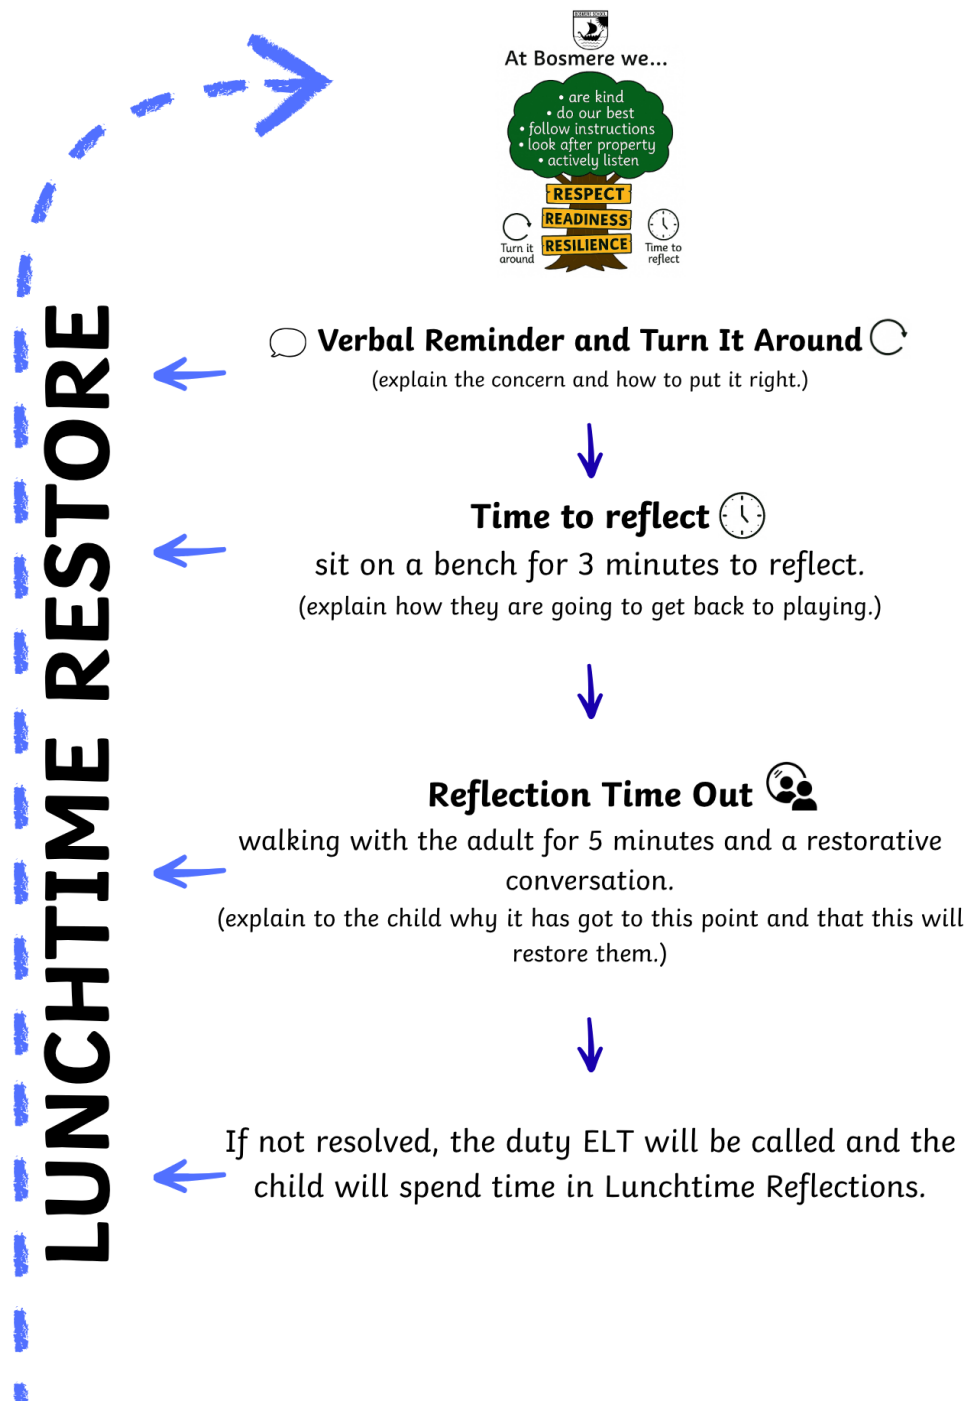 BOSMERE SCHOOL
At Bosmere we...
• are kind
• do our best
• follow instructions
• look after property
• actively listen
RESPECT
READINESS
RESILIENCE
Turn it
around
Time to
reflect
LUNCHTIME RESTORE
Verbal Reminder and Turn It Around
(explain the concern and how to put it right.)
Time to reflect
sit on a bench for 3 minutes to reflect.
(explain how they are going to get back to playing.)
Reflection Time Out
walking with the adult for 5 minutes and a restorative
conversation.
(explain to the child why it has got to this point and that this will
restore them.)
If not resolved, the duty ELT will be called and the
child will spend time in Lunchtime Reflections.